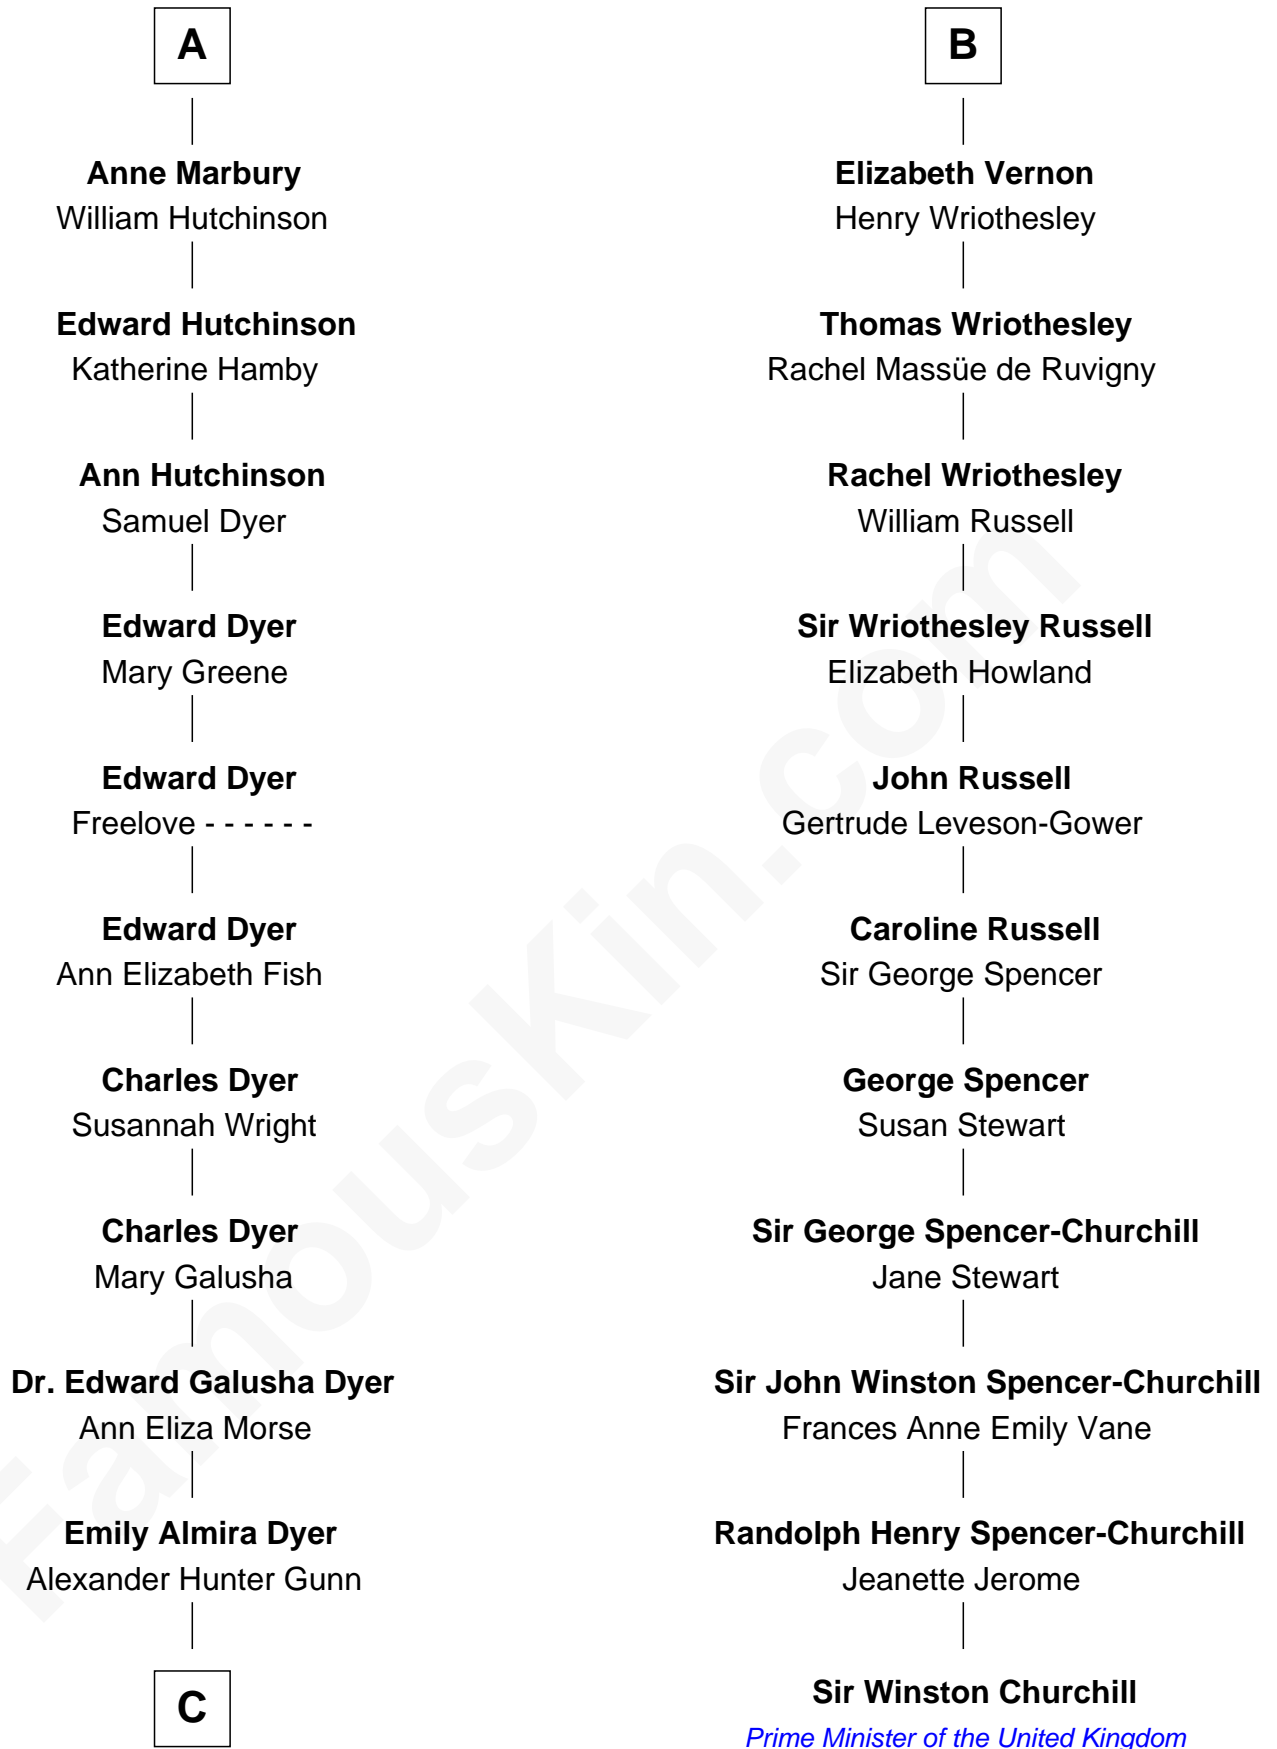 A
Anne Marbury
William Hutchinson
Edward Hutchinson
Katherine Hamby
Ann Hutchinson
Samuel Dyer
Edward Dyer
Mary Greene
Edward Dyer
Freelove - - - - - -
Edward Dyer
Ann Elizabeth Fish
Charles Dyer
Susannah Wright
Charles Dyer
Mary Galusha
Dr. Edward Galusha Dyer
Ann Eliza Morse
Emily Almira Dyer
Alexander Hunter Gunn
C
B
Elizabeth Vernon
Henry Wriothesley
Thomas Wriothesley
Rachel Massüe de Ruvigny
Rachel Wriothesley
William Russell
Sir Wriothesley Russell
Elizabeth Howland
John Russell
Gertrude Leveson-Gower
Caroline Russell
Sir George Spencer
George Spencer
Susan Stewart
Sir George Spencer-Churchill
Jane Stewart
Sir John Winston Spencer-Churchill
Frances Anne Emily Vane
Randolph Henry Spencer-Churchill
Jeanette Jerome
Sir Winston Churchill
Prime Minister of the United Kingdom
FamousKin.com